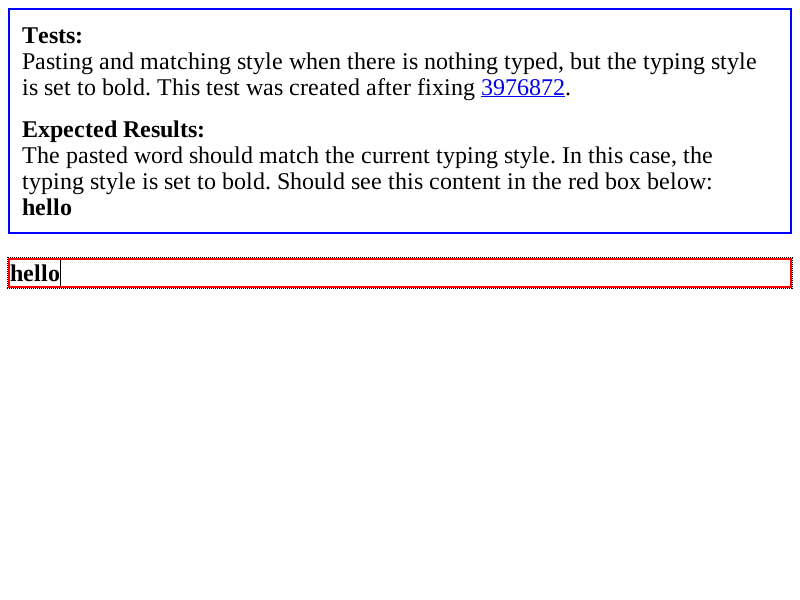 Tests:
Pasting and matching style when there is nothing typed, but the typing style
is set to bold. This test was created after fixing 3976872.
Expected Results:
The pasted word should match the current typing style. In this case, the
typing style is set to bold. Should see this content in the red box below:
hello
hello